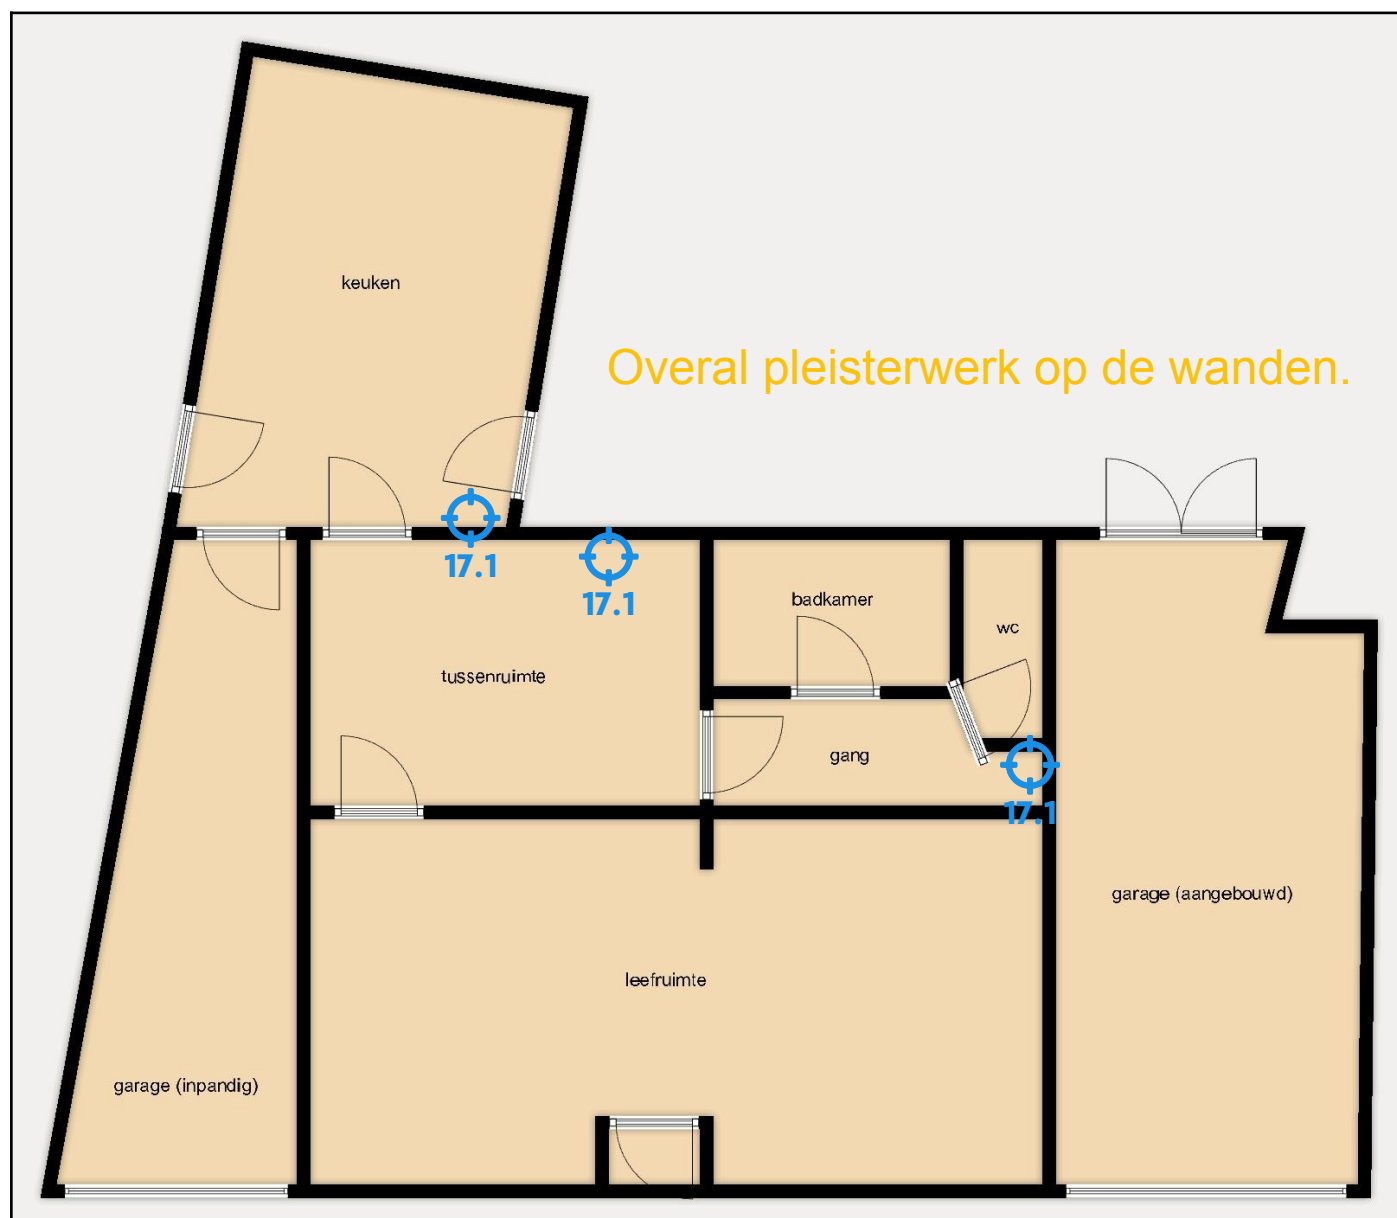 keuken
Overal pleisterwerk op de wanden.
17.1
17.1
badkamer
wc
tussenruimte
gang
17.1
garage (aangebouwd)
leefruimte
garage (inpandig)